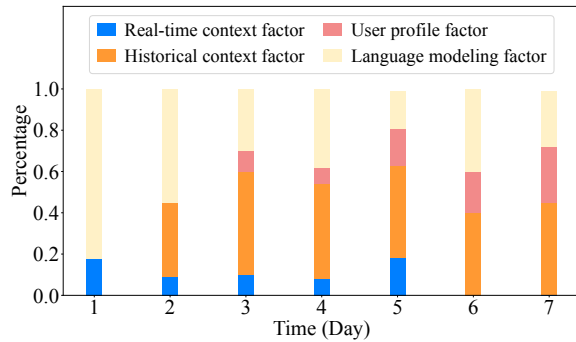 Real-time context factor
Historical context factor
User profile factor
Language modeling factor
Percentage
1.0
0.8
0.6
0.4
0.2
0.0
1 2 3 4 5 6 7
Time (Day)